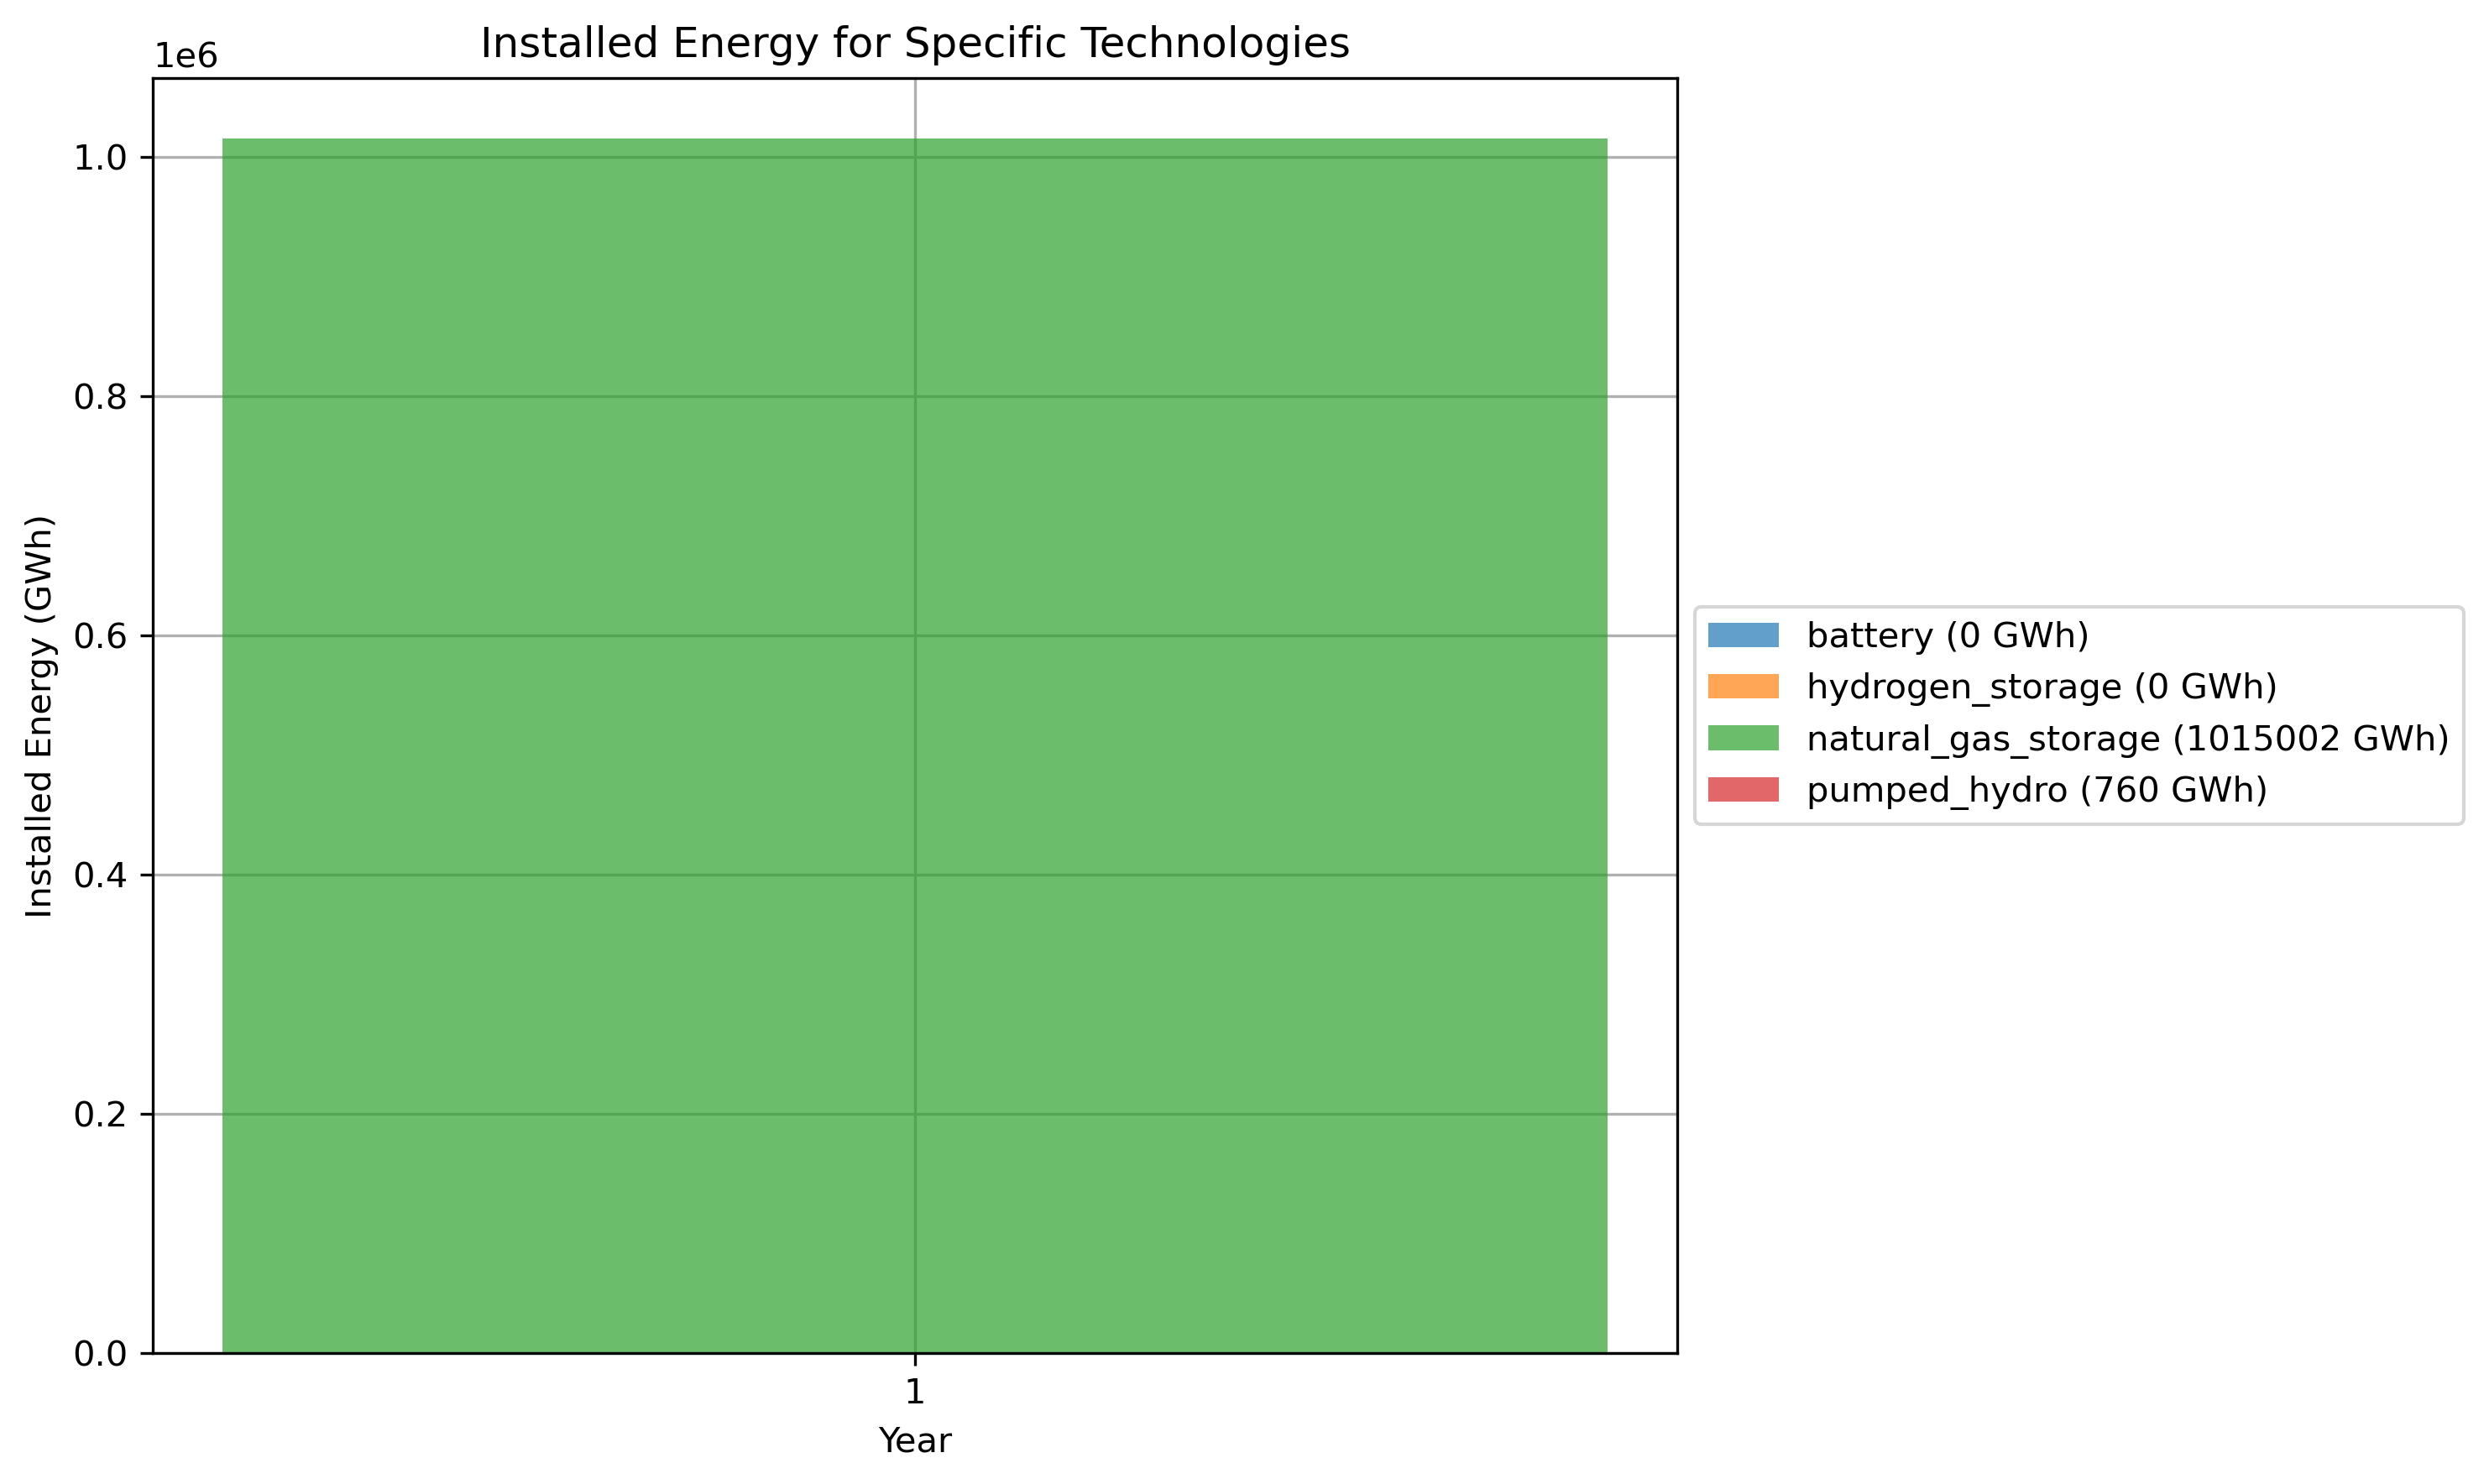 Installed Energy for Specific Technologies
1e6
1.0
0.8
0.6
0.4
0.2
0.0
Installed Energy (GWh)
1
Year
battery (0 GWh)
hydrogen_storage (0 GWh)
natural_gas_storage (1015002 GWh)
pumped_hydro (760 GWh)